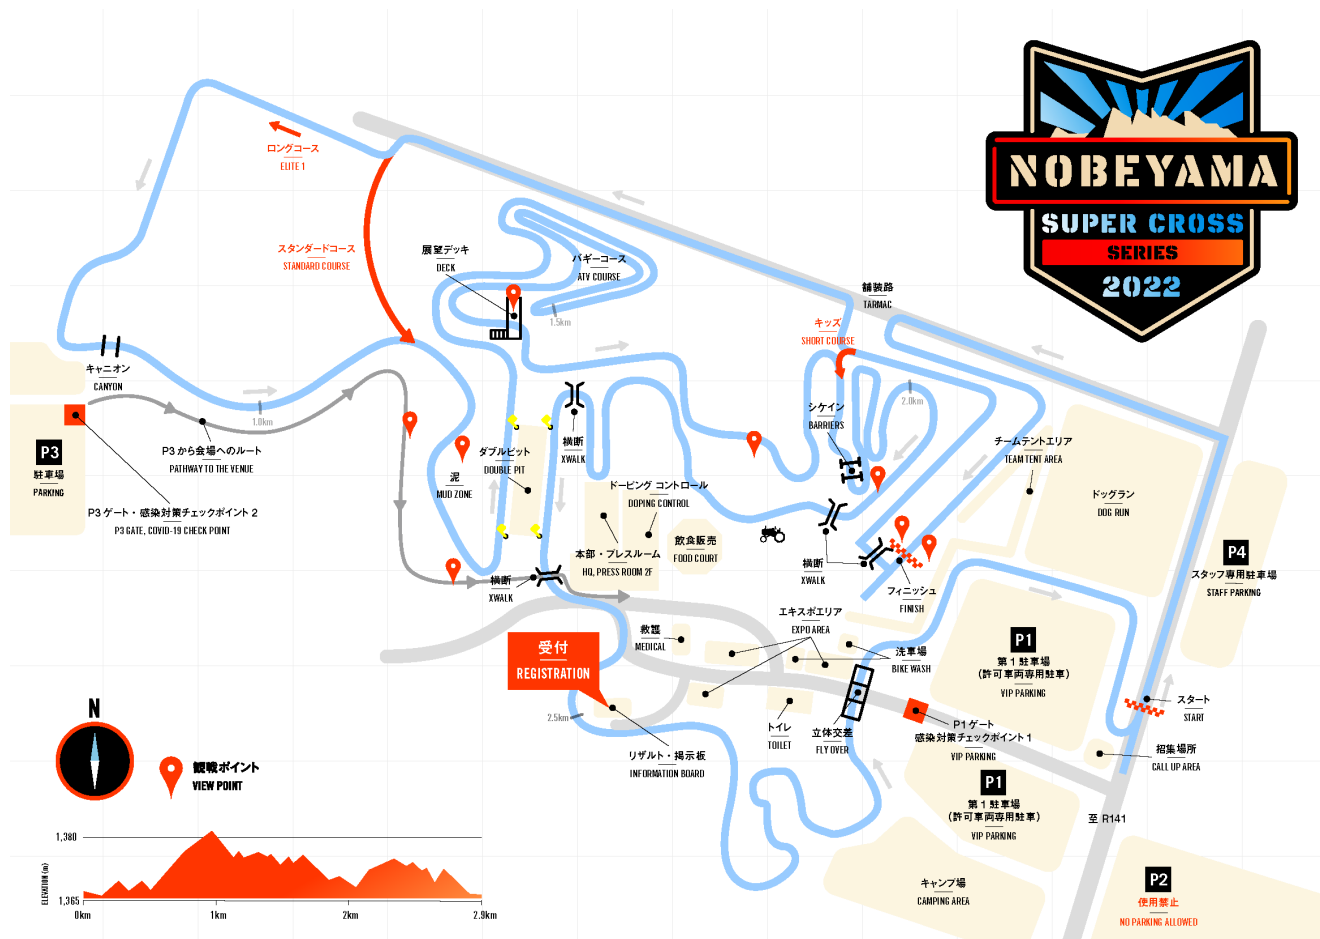 NOBEYAMA
SUPER CROSS
SERIES
2022
ロングコース
ELITE 1
スタンダードコース
STANDARD COURSE
展望デッキ
DECK
バギーコース
ATV COURSE
1.5km
舗装路
TARMAC
キッズ
SHORT COURSE
キャニオン
CANYON
1.0km
2.0km
シケイン
BARRIERS
P3
駐車場
PARKING
P3 から会場へのルート
PATHWAY TO THE VENUE
P3 ゲート・感染対策チェックポイント 2
P3 GATE, COVID-19 CHECK POINT
泥
MUD ZONE
ダブルピット
DOUBLE PIT
横断
XWALK
ドーピング コントロール
DOPING CONTROL
チームテントエリア
TEAM TENT AREA
ドッグラン
DOG RUN
本部・プレスルーム
HQ, PRESS ROOM 2F
飲食販売
FOOD COURT
横断
XWALK
横断
XWALK
フィニッシュ
FINISH
P4
スタッフ専用駐車場
STAFF PARKING
エキスポエリア
EXPO AREA
救護
MEDICAL
洗車場
BIKE WASH
受付
REGISTRATION
P1
第 1 駐車場
(許可車両専用駐車)
VIP PARKING
スタート
START
2.5km
トイレ
TOILET
立体交差
FLY OVER
P1 ゲート
感染対策チェックポイント 1
VIP PARKING
リザルト・掲示板
INFORMATION BOARD
招集場所
CALL UP AREA
P1
第 1 駐車場
(許可車両専用駐車)
VIP PARKING
至 R141
キャンプ場
CAMPING AREA
P2
使用禁止
NO PARKING ALLOWED
N
観戦ポイント
VIEW POINT
1,380
ELEVATION (m)
1,365
0km
1km
2km
2.9km